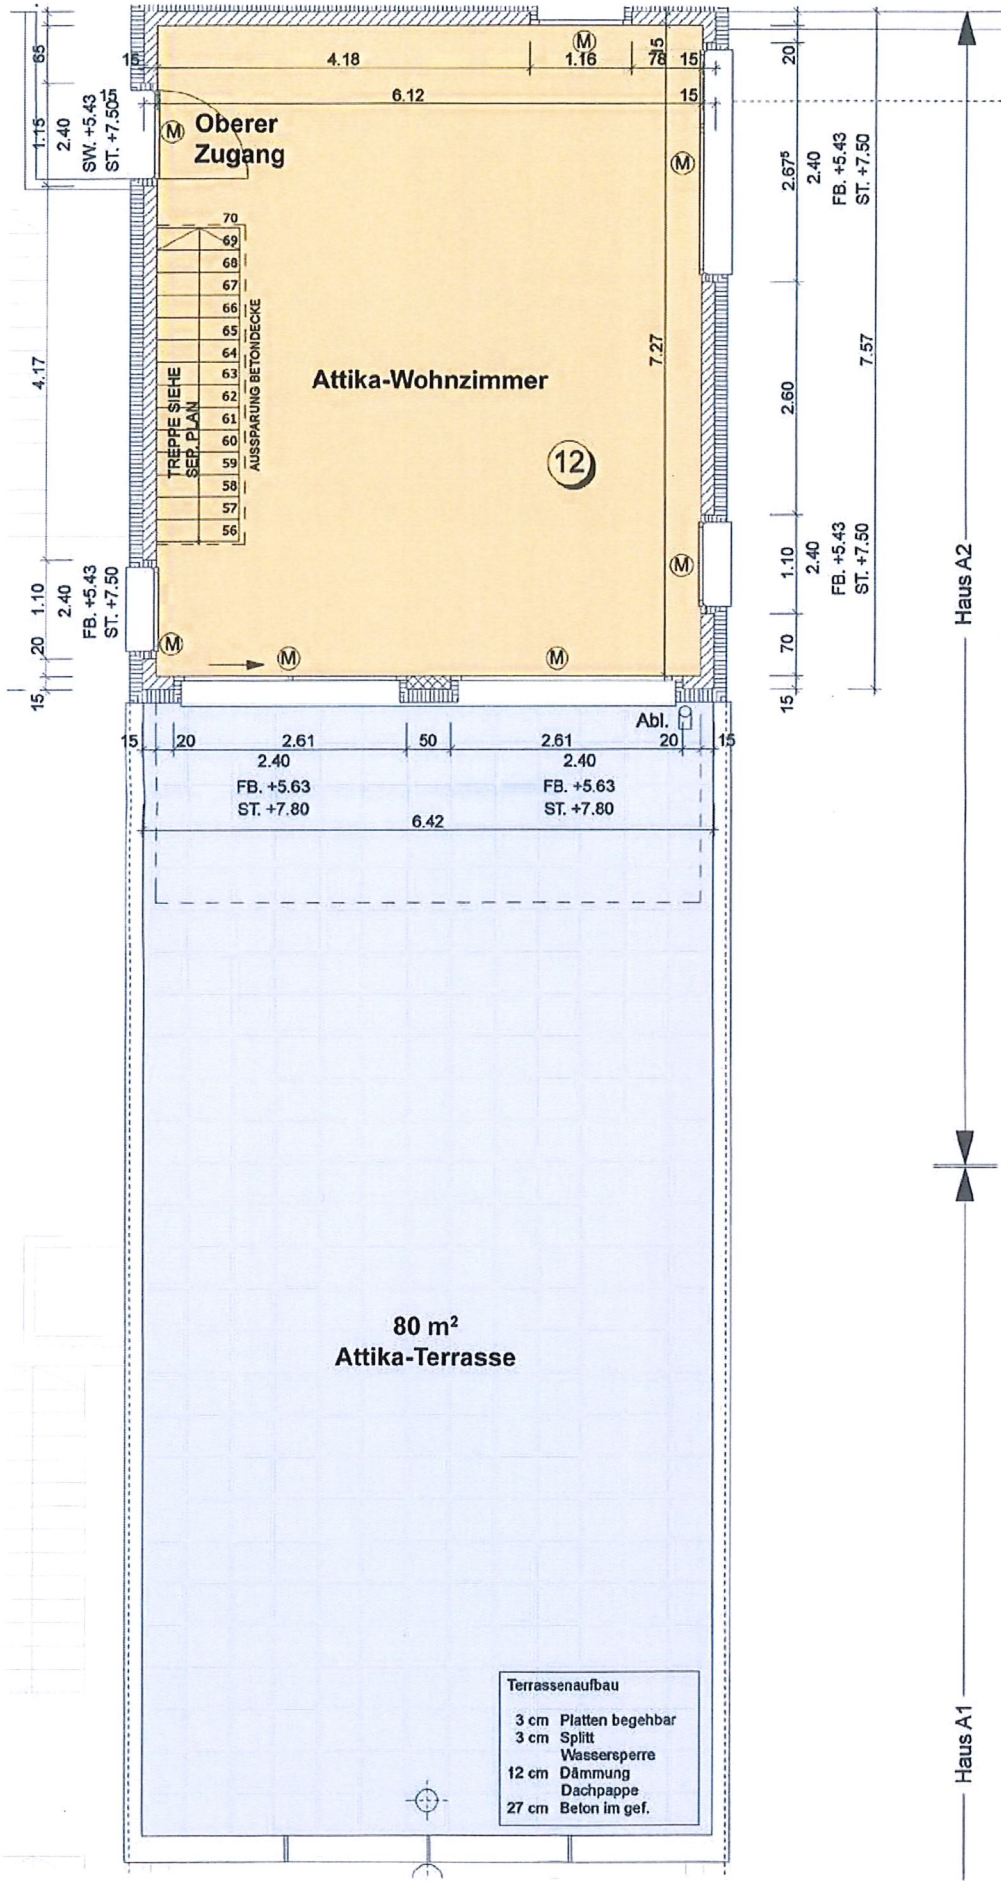 15
4.18
1.16
78
15
15
6.12
15
65
1.15
2.40
SW. +5.43
ST. +7.50
Oberer
Zugang
M
M
M
20
2.67⁵
2.40
FB. +5.43
ST. +7.50
70
69
68
67
66
65
64
63
62
61
60
59
58
57
56
TREPPE SIEHE
SEP. PLAN
AUSSPARUNG BETONDECKE
4.17
Attika-Wohnzimmer
12
7.27
2.60
7.57
1.10
2.40
FB. +5.43
ST. +7.50
20
15
1.10
2.40
FB. +5.43
ST. +7.50
70
15
M
M
M
M
Haus A2
Abl.
15
20
2.61
50
2.61
20
15
2.40
2.40
FB. +5.63
ST. +7.80
FB. +5.63
ST. +7.80
6.42
80 m²
Attika-Terrasse
Terrassenaufbau
3 cm Platten begehbar
3 cm Splitt
Wassersperre
12 cm Dämmung
Dachpappe
27 cm Beton im gef.
Haus A1